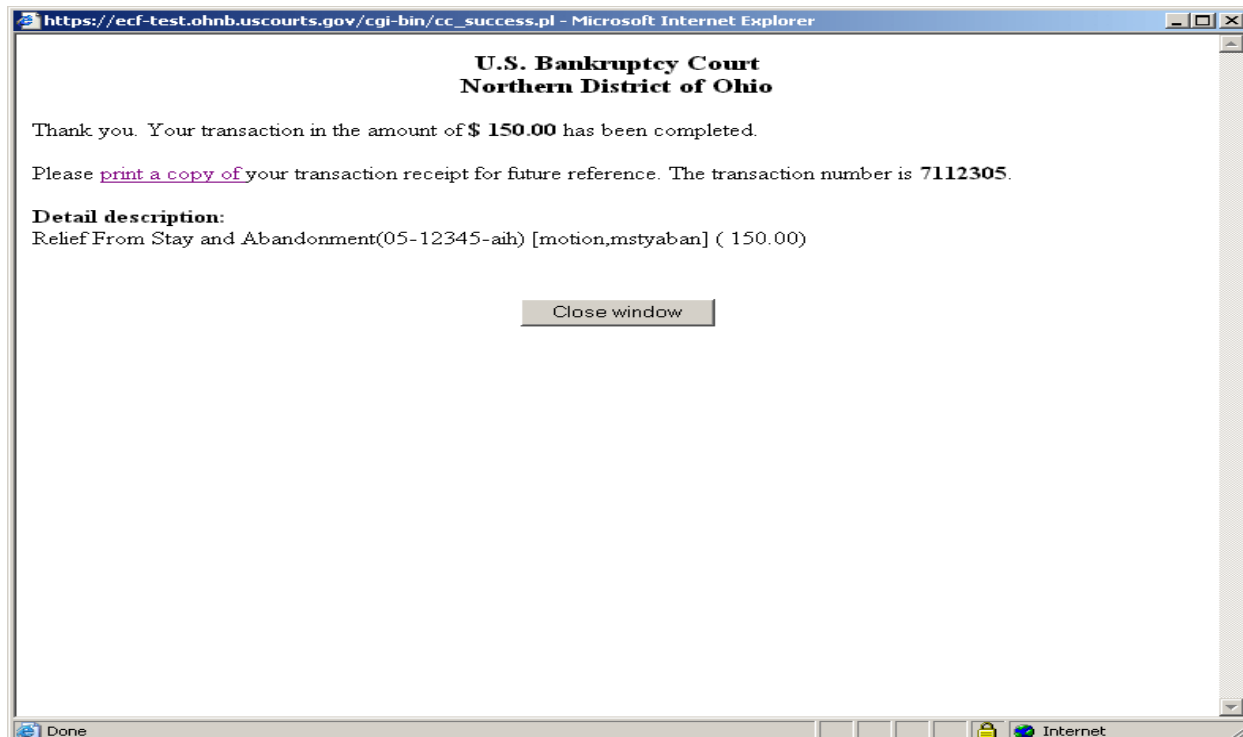 https://ecf-test.ohnb.uscourts.gov/cgi-bin/cc_success.pl - Microsoft Internet Explorer
U.S. Bankruptcy Court
Northern District of Ohio
Thank you. Your transaction in the amount of $ 150.00 has been completed.
Please print a copy of your transaction receipt for future reference. The transaction number is 7112305.
Detail description:
Relief From Stay and Abandonment(05-12345-aih) [motion,mstyaban] ( 150.00)
Close window
Done
Internet